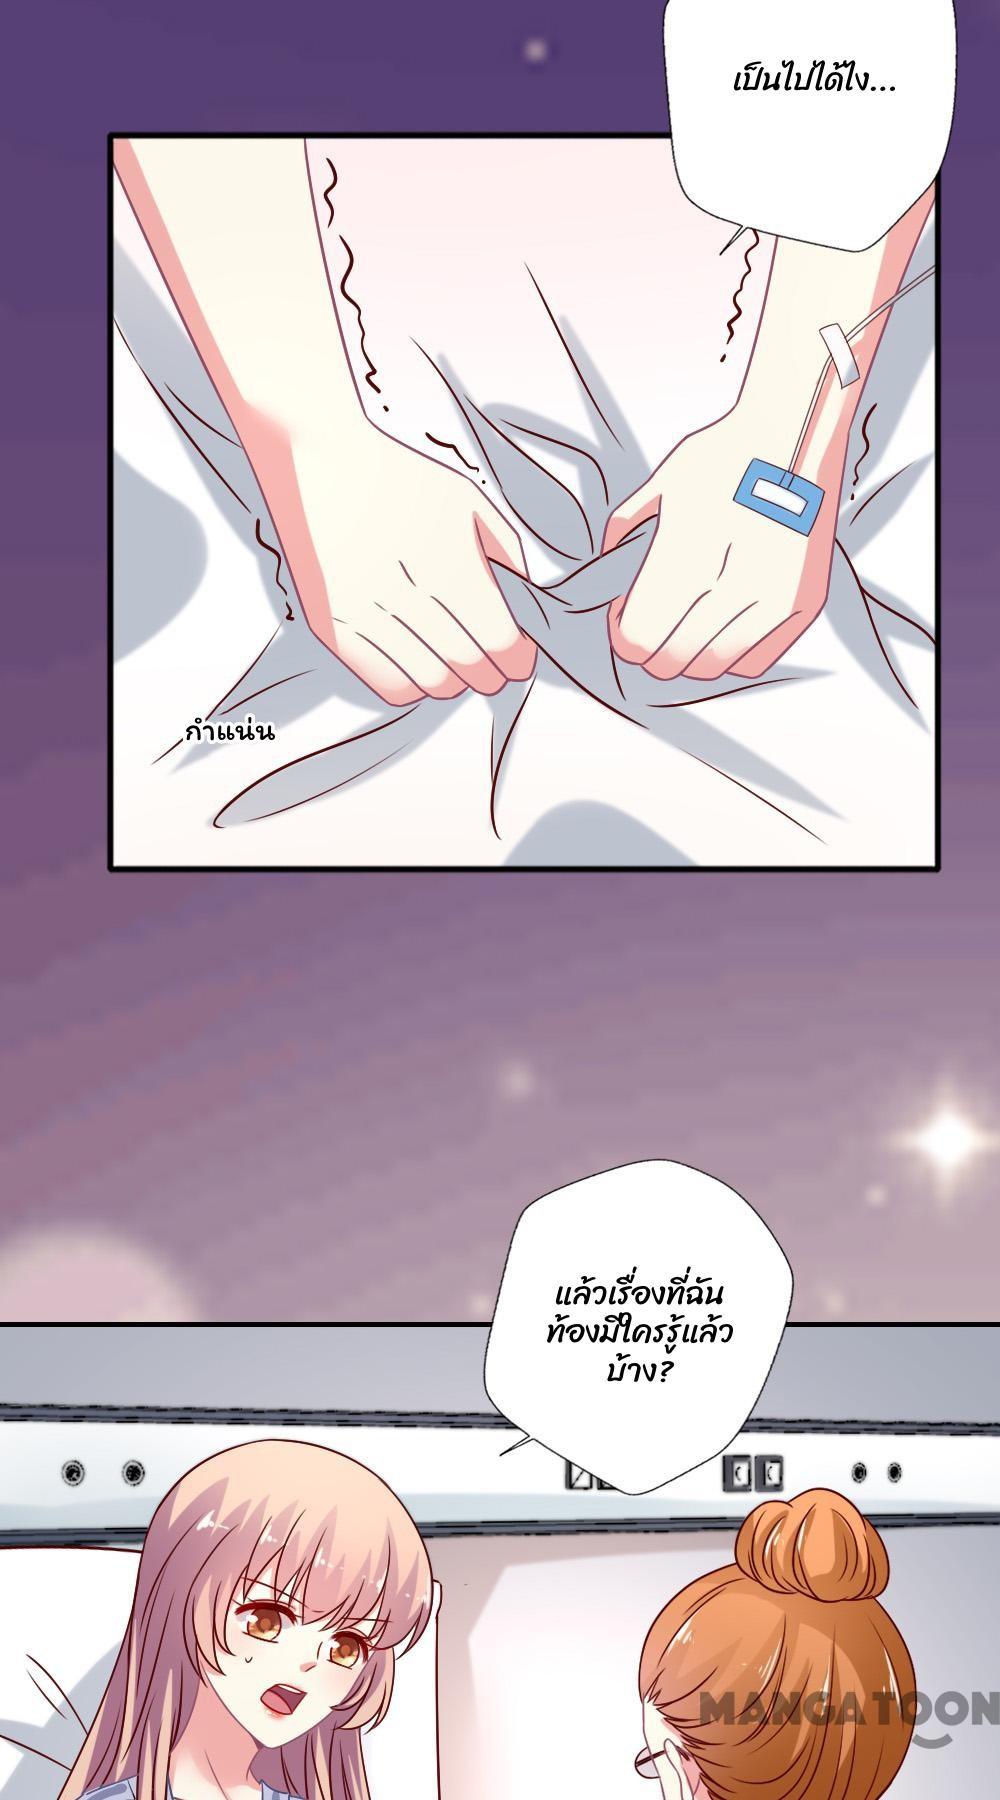 เป็นไปได้ไง...
กำแน่น
แล้วเรื่องที่ฉัน
ท้องมีใครรู้แล้ว
บ้าง?
MANGATOON